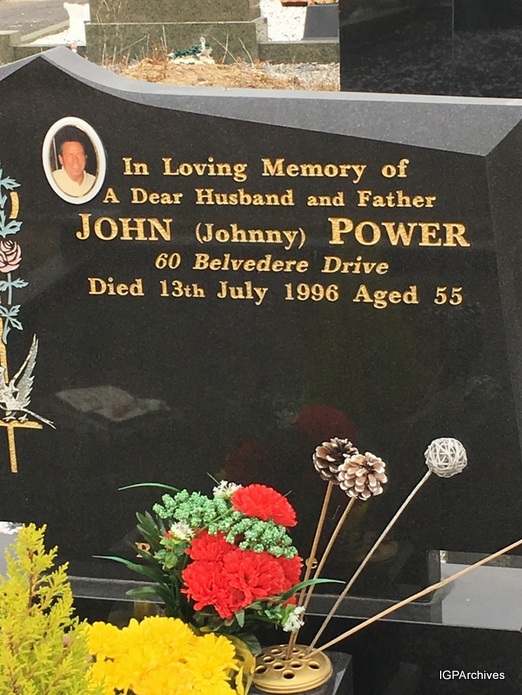 In Loving Memory of
A Dear Husband and Father
JOHN (Johnny) POWER
60 Belvedere Drive
Died 13th July 1996 Aged 55
IGPArchives